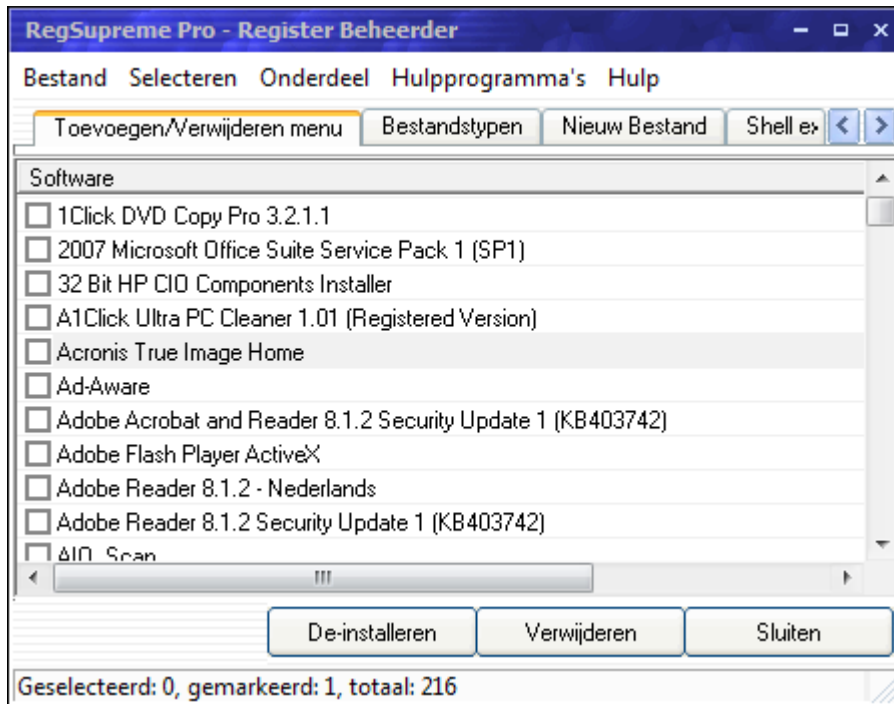 RegSupreme Pro - Register Beheerder
Bestand Selecteren Onderdeel Hulpprogramma's Hulp
Toevoegen/Verwijderen menu Bestandstypen Nieuw Bestand Shell ex
Software
1Click DVD Copy Pro 3.2.1.1
2007 Microsoft Office Suite Service Pack 1 (SP1)
32 Bit HP CIO Components Installer
A1Click Ultra PC Cleaner 1.01 (Registered Version)
Acronis True Image Home
Ad-Aware
Adobe Acrobat and Reader 8.1.2 Security Update 1 (KB403742)
Adobe Flash Player ActiveX
Adobe Reader 8.1.2 - Nederlands
Adobe Reader 8.1.2 Security Update 1 (KB403742)
AIO_Scan
De-installeren Verwijderen Sluiten
Geselecteerd: 0, gemarkeerd: 1, totaal: 216